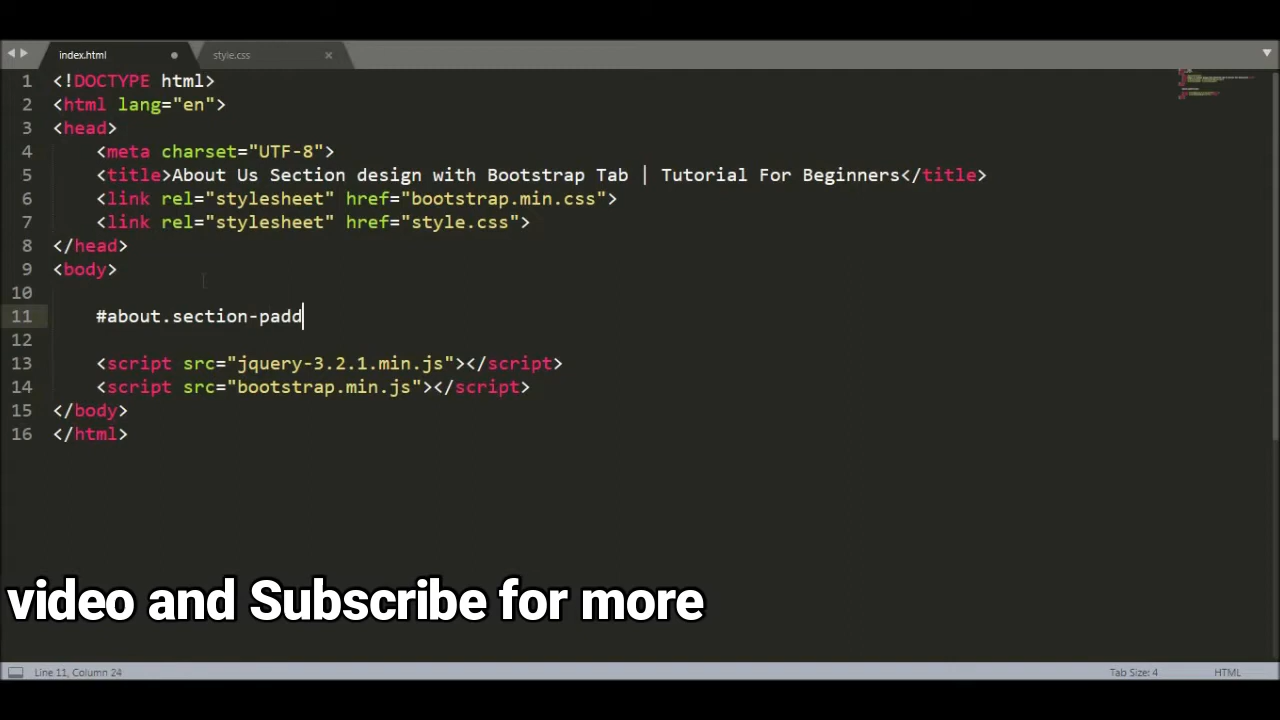 index.html
style.css
1 <!DOCTYPE html>
2 <html lang="en">
3 <head>
4 <meta charset="UTF-8">
5 <title>About Us Section design with Bootstrap Tab | Tutorial For Beginners</title>
6 <link rel="stylesheet" href="bootstrap.min.css">
7 <link rel="stylesheet" href="style.css">
8 </head>
9 <body>
10
11 #about.section-padd
12
13 <script src="jquery-3.2.1.min.js"></script>
14 <script src="bootstrap.min.js"></script>
15 </body>
16 </html>
video and Subscribe for more
Line 11, Column 24
Tab Size: 4
HTML